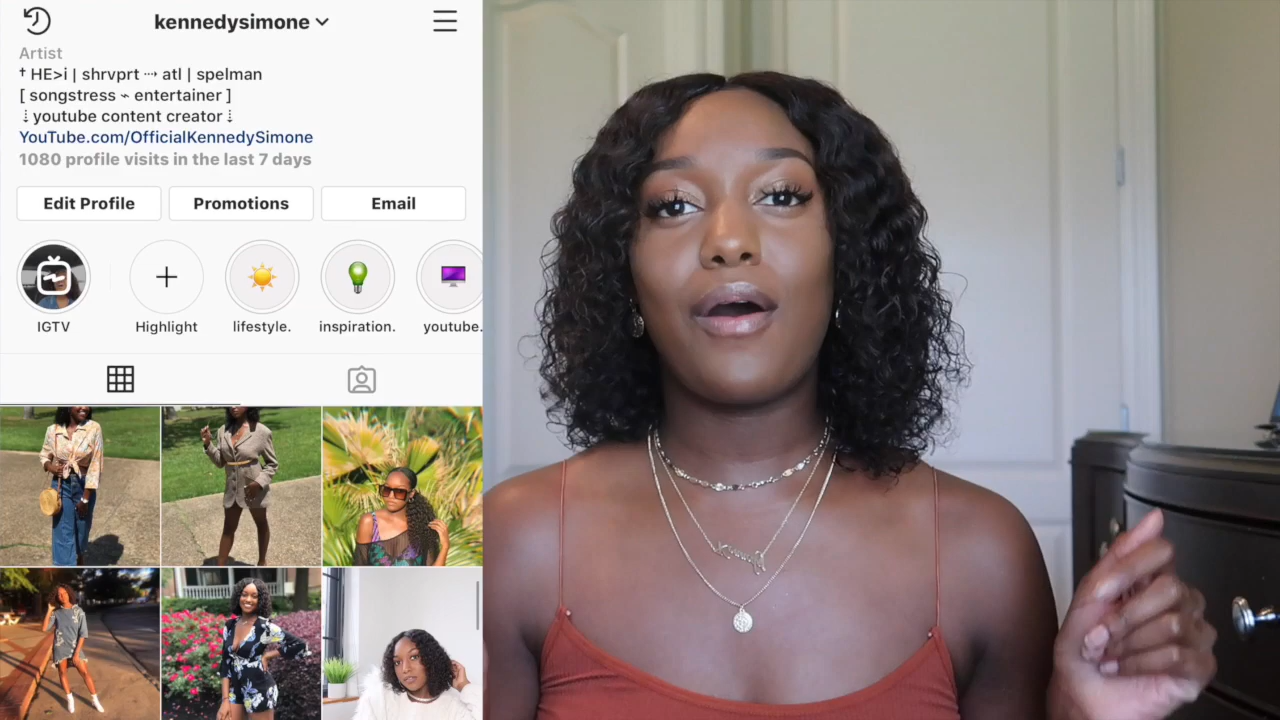 kennedysimone
Artist
† HE>i | shrvprt ⤑ atl | spelman
[ songstress ⌁ entertainer ]
⇣youtube content creator⇣
YouTube.com/OfficialKennedySimone
1080 profile visits in the last 7 days
Edit Profile Promotions Email
IGTV Highlight lifestyle. inspiration. youtube.